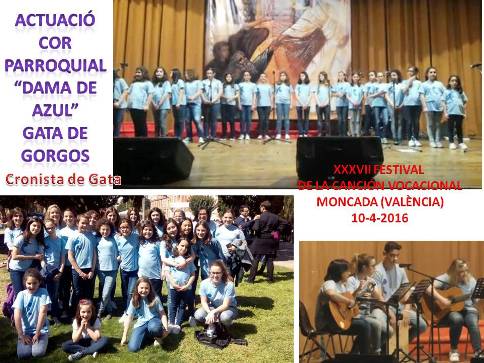 ACTUACIÓ
COR
PARROQUIAL
“DAMA DE
AZUL”
GATA DE
GORGOS
Cronista de Gata
XXXVII FESTIVAL
DE LA CANCIÓN VOCACIONAL
MONCADA (VALÈNCIA)
10-4-2016